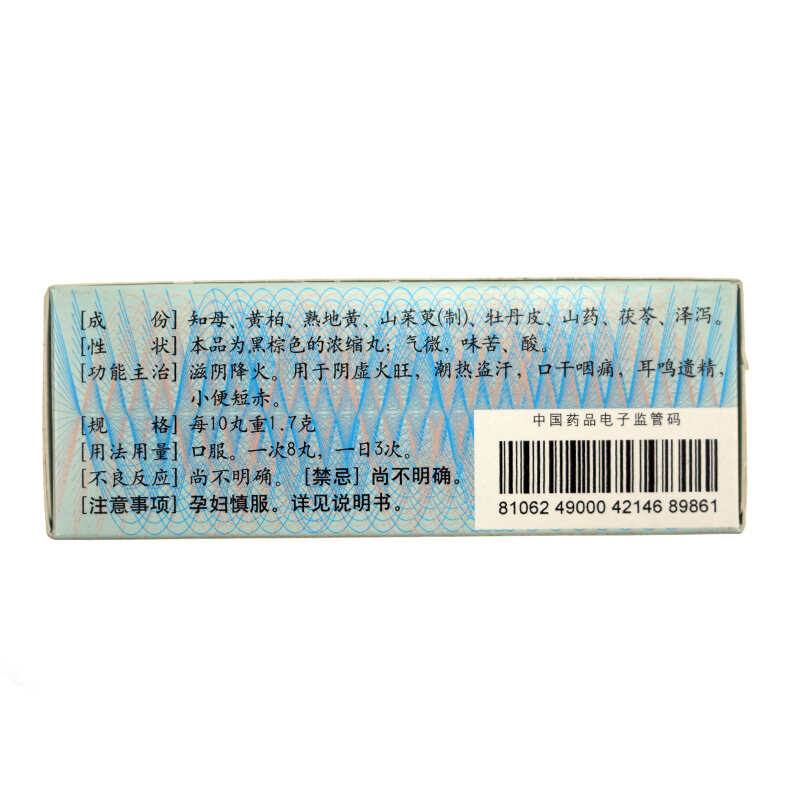 [成 份] 知母、黄柏、熟地黄、山茱萸(制)、牡丹皮、山药、茯苓、泽泻。
[性 状] 本品为黑棕色的浓缩丸；气微，味苦、酸。
[功能主治] 滋阴降火。用于阴虚火旺，潮热盗汗，口干咽痛，耳鸣遗精，
小便短赤。
[规 格] 每10丸重1.7克
[用法用量] 口服。一次8丸，一日3次。
[不良反应] 尚不明确。 [禁忌] 尚不明确。
[注意事项] 孕妇慎服。详见说明书。
中国药品电子监管码
81062 49000 42146 89861